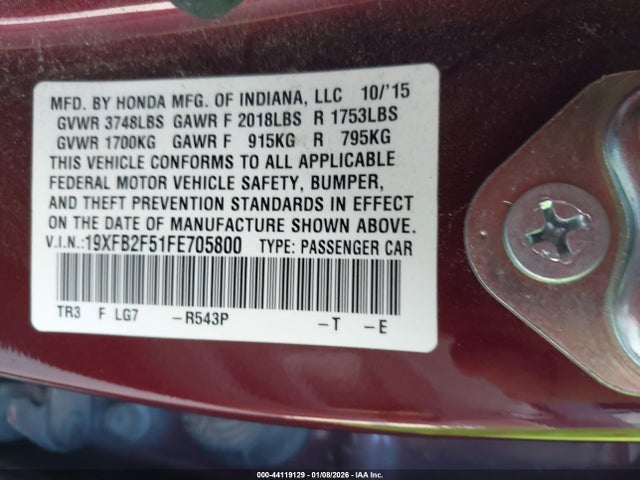 MFD. BY HONDA MFG. OF INDIANA, LLC 10/'15
GVWR 3748LBS GAWR F 2018LBS R 1753LBS
GVWR 1700KG GAWR F 915KG R 795KG
THIS VEHICLE CONFORMS TO ALL APPLICABLE
FEDERAL MOTOR VEHICLE SAFETY, BUMPER,
AND THEFT PREVENTION STANDARDS IN EFFECT
ON THE DATE OF MANUFACTURE SHOWN ABOVE.
V.I.N.:19XFB2F51FE705800 TYPE: PASSENGER CAR
TR3 F LG7 –R543P –T –E
000-44119129 | 01/08/2026 | IAA Inc.